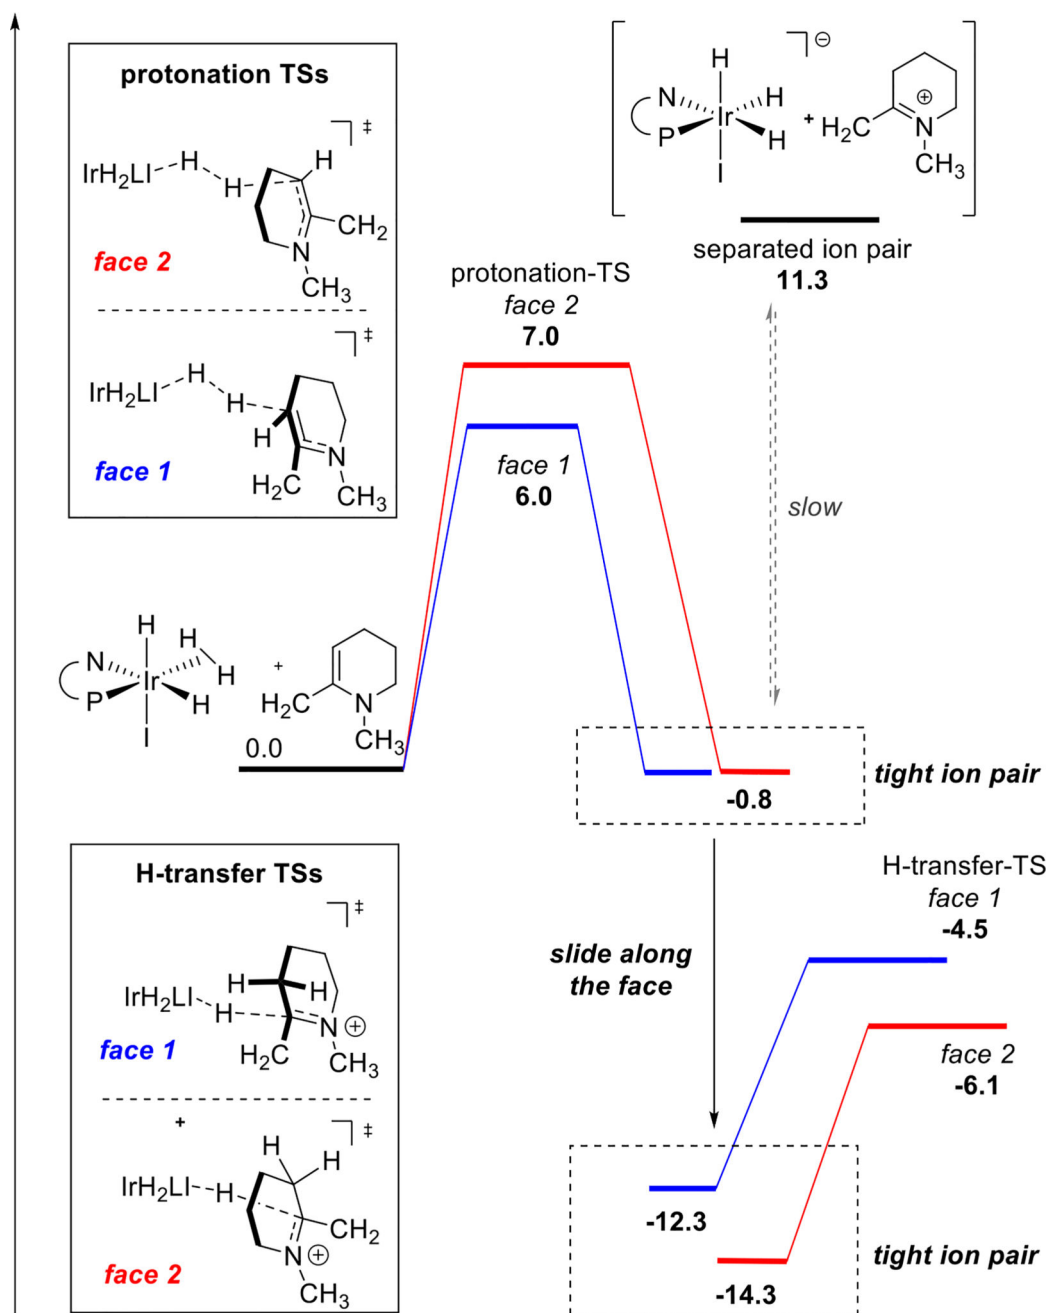 protonation TSs
‡
H
IrH₂LI
H
H
CH₂
N
CH₃
face 2
‡
H
IrH₂LI
H
H
N
H₂C
CH₃
face 1
⊖
H
N
H
Ir
P
H
I
+
H₂C
⊕
N
CH₃
separated ion pair
11.3
protonation-TS
face 2
7.0
face 1
6.0
slow
H
H
N
H
Ir
P
H
I
+
H₂C
N
CH₃
0.0
-0.8
tight ion pair
H-transfer TSs
‡
H
H
IrH₂LI
H
N
⊕
H₂C
CH₃
face 1
+
‡
H
H
IrH₂LI
H
CH₂
N
⊕
CH₃
face 2
slide along
the face
H-transfer-TS
face 1
-4.5
face 2
-6.1
-12.3
-14.3
tight ion pair